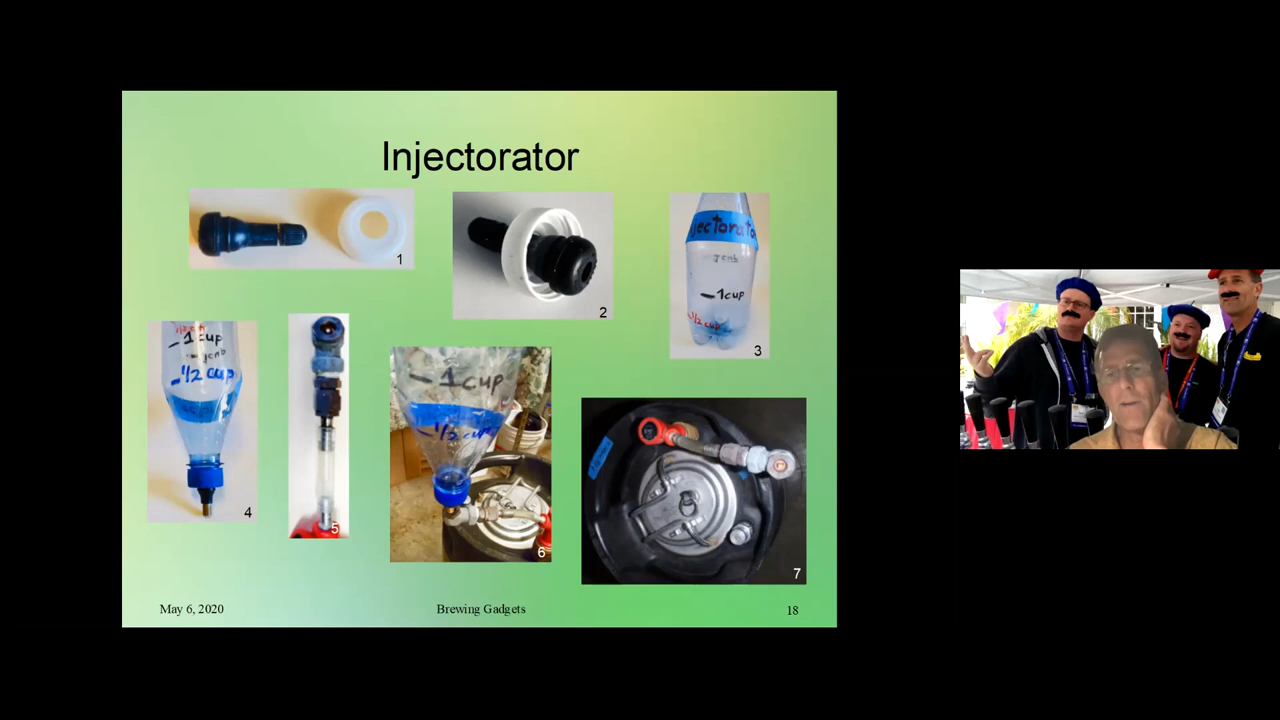 Injectorator
1
2
jectorato
1 cup
1/2 cup
3
1 cup
1/2 cup
4
5
1 cup
1/2 cup
6
7
May 6, 2020
Brewing Gadgets
18